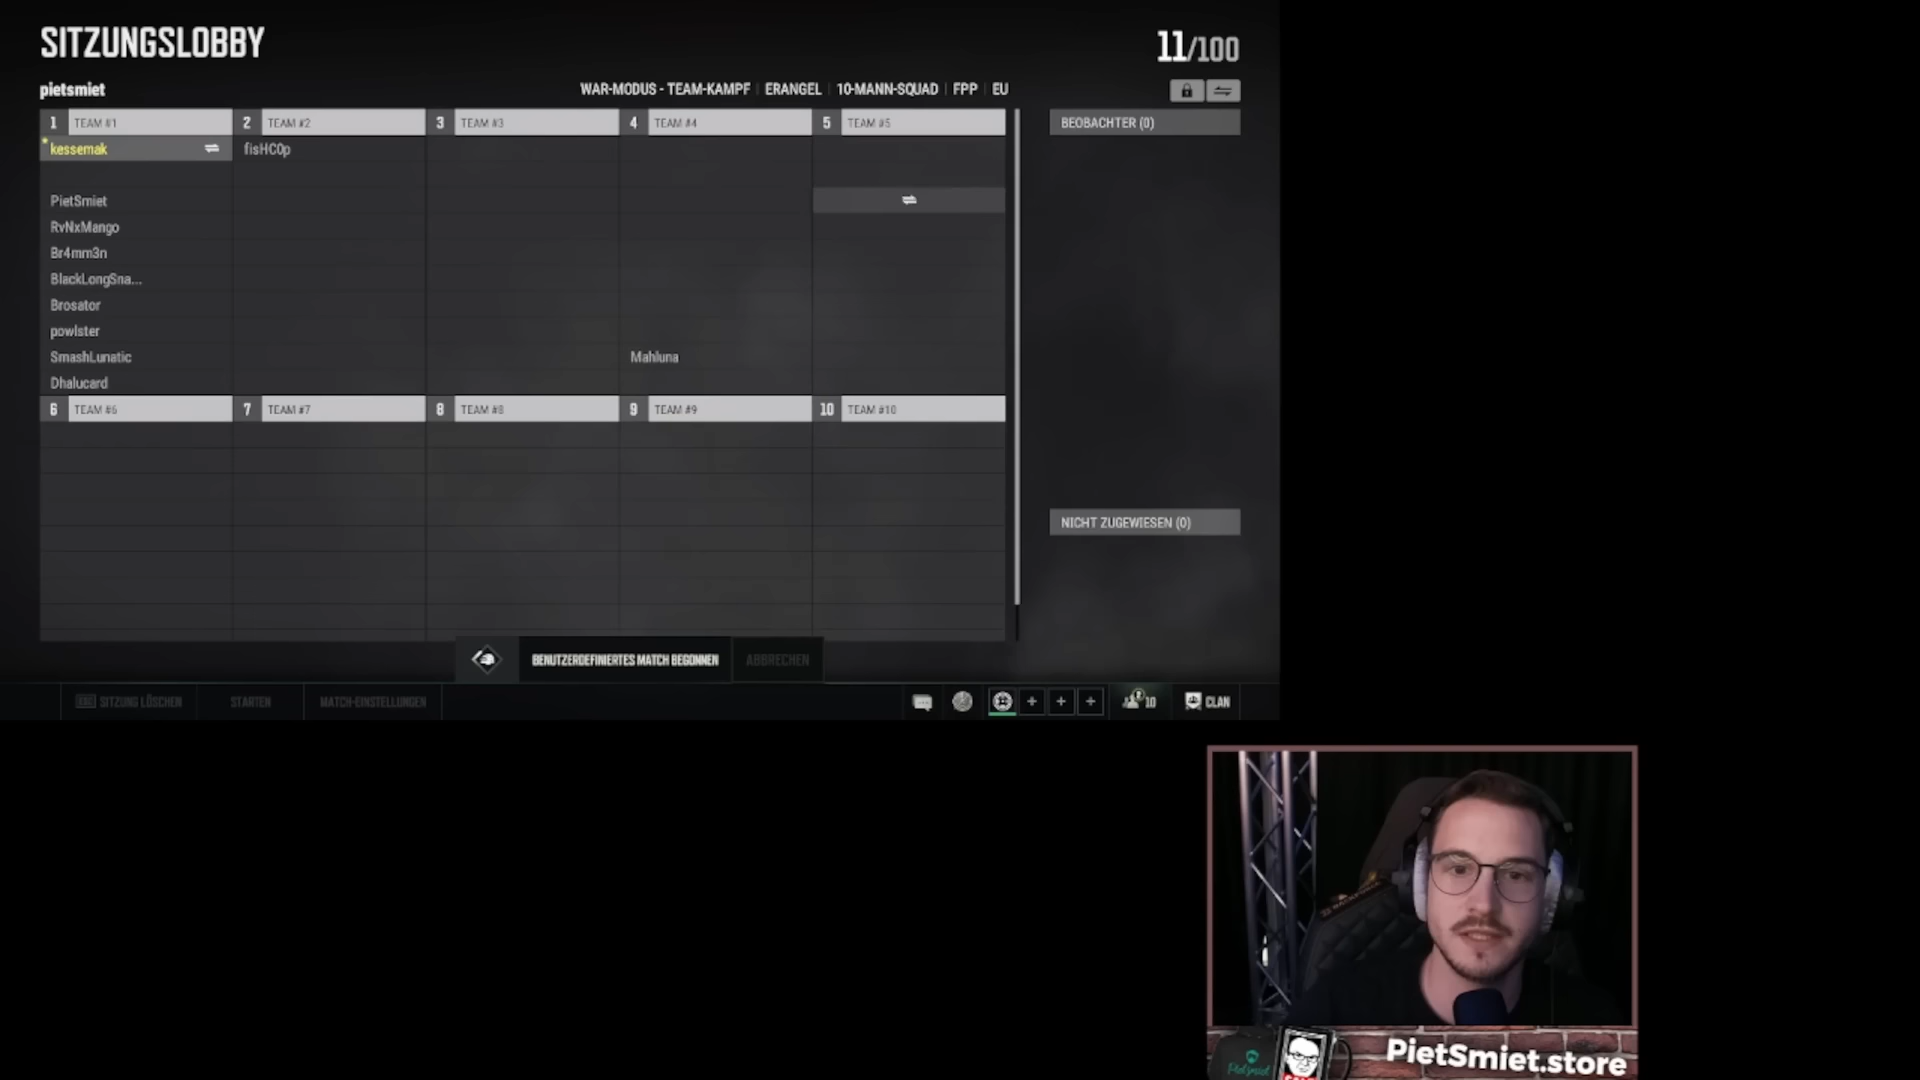 SITZUNGSLOBBY
11/100
pietsmiet
WAR-MODUS - TEAM-KAMPF | ERANGEL | 10-MANN-SQUAD | FPP | EU
1 TEAM #1
2 TEAM #2
3 TEAM #3
4 TEAM #4
5 TEAM #5
BEOBACHTER (0)
kessemak
fisHC0p
PietSmiet
RvNxMango
Br4mm3n
BlackLongSna...
Brosator
powlster
SmashLunatic
Mahluna
Dhalucard
6 TEAM #6
7 TEAM #7
8 TEAM #8
9 TEAM #9
10 TEAM #10
NICHT ZUGEWIESEN (0)
BENUTZERDEFINIERTES MATCH BEGONNEN
ABBRECHEN
SITZUNG LÖSCHEN
STARTEN
MATCH-EINSTELLUNGEN
10
CLAN
PietSmiet.store